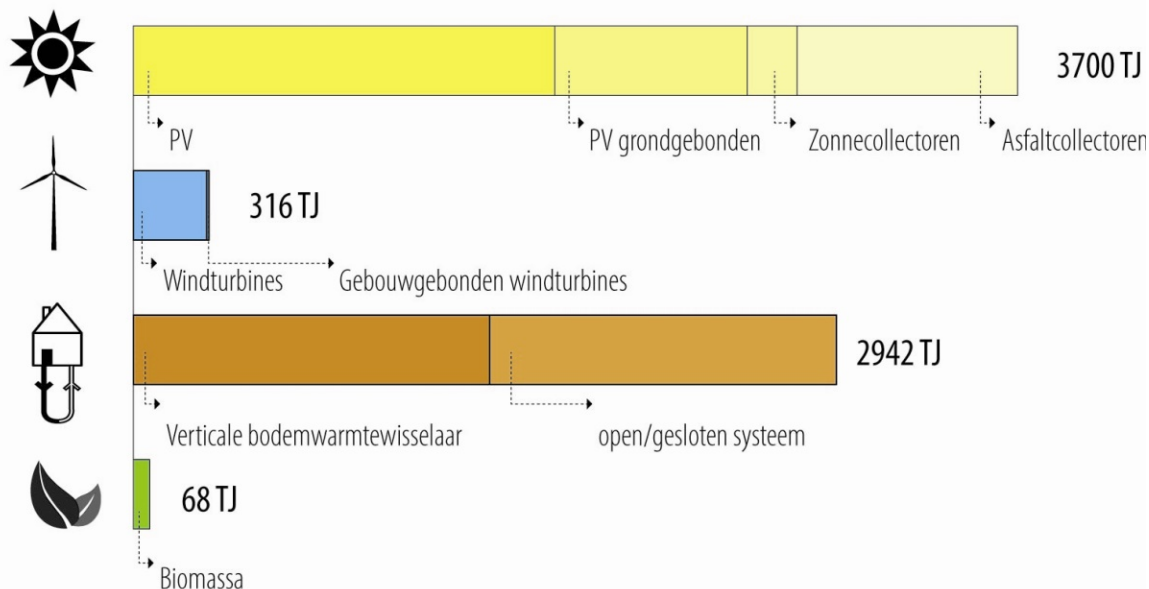 3700 TJ
PV
PV grondgebonden
Zonnecollectoren
Asfaltcollectoren
316 TJ
Windturbines
Gebouwgebonden windturbines
2942 TJ
Verticale bodemwarmtewisselaar
open/gesloten systeem
68 TJ
Biomassa